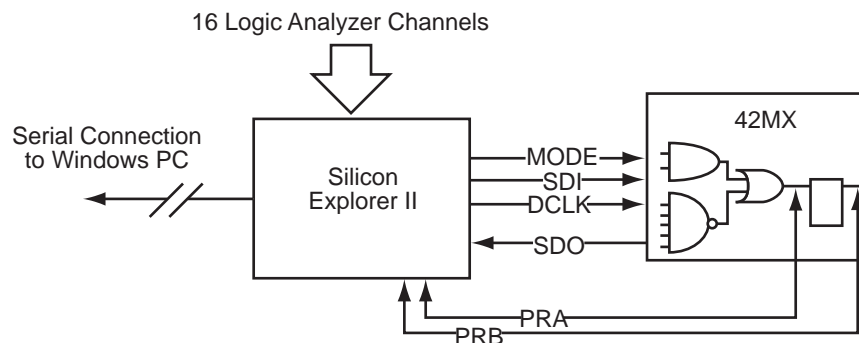 16 Logic Analyzer Channels
Serial Connection
to Windows PC
Silicon
Explorer II
42MX
MODE
SDI
DCLK
SDO
PRA
PRB